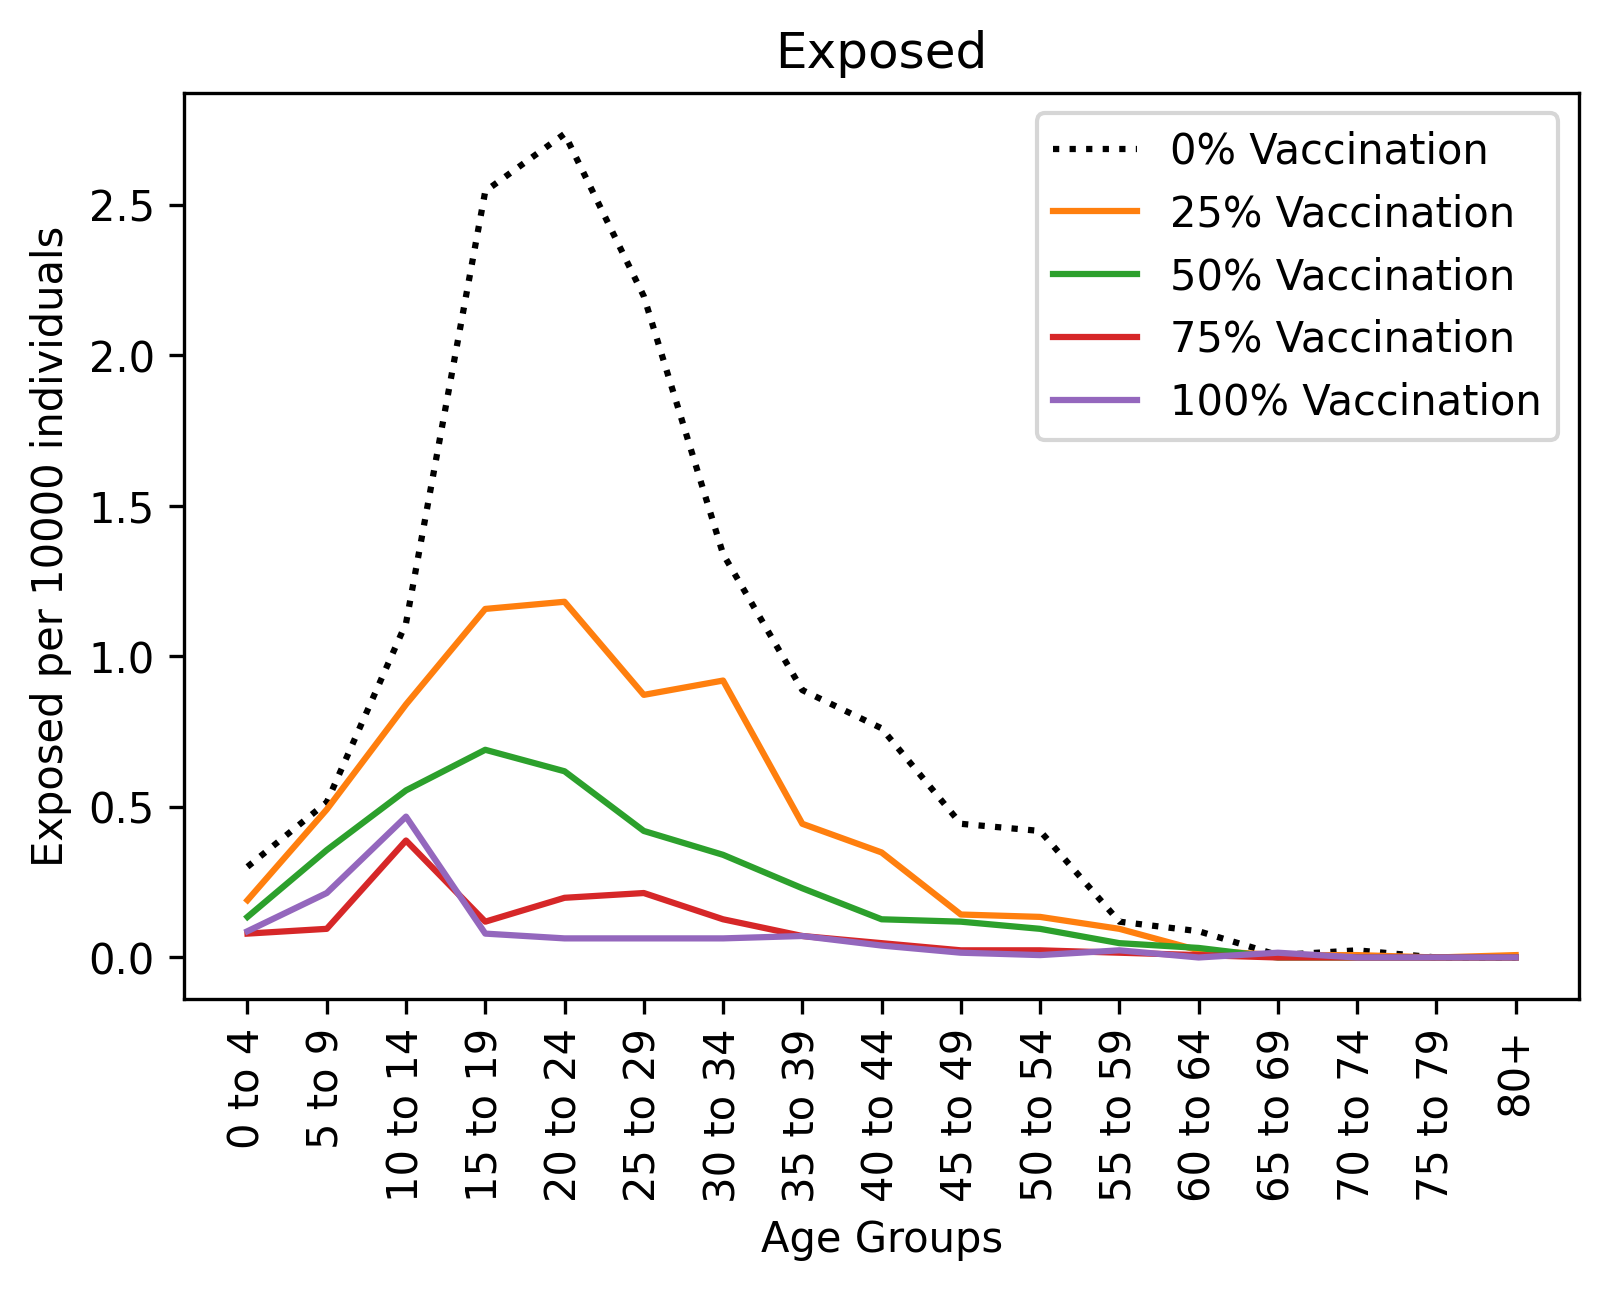 Exposed
Exposed per 10000 individuals
2.5
2.0
1.5
1.0
0.5
0.0
0% Vaccination
25% Vaccination
50% Vaccination
75% Vaccination
100% Vaccination
0 to 4
5 to 9
10 to 14
15 to 19
20 to 24
25 to 29
30 to 34
35 to 39
40 to 44
45 to 49
50 to 54
55 to 59
60 to 64
65 to 69
70 to 74
75 to 79
80+
Age Groups